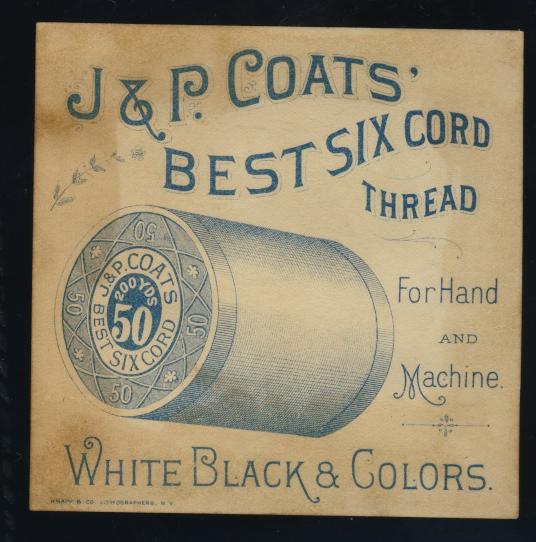 J & P. COATS'
BEST SIX CORD
THREAD
50
J.&P. COATS
200 YDS
50
BEST SIX CORD
50
50
50
For Hand
AND
Machine.
WHITE BLACK & COLORS.
KNAPP & CO. LITHOGRAPHERS, N.Y.